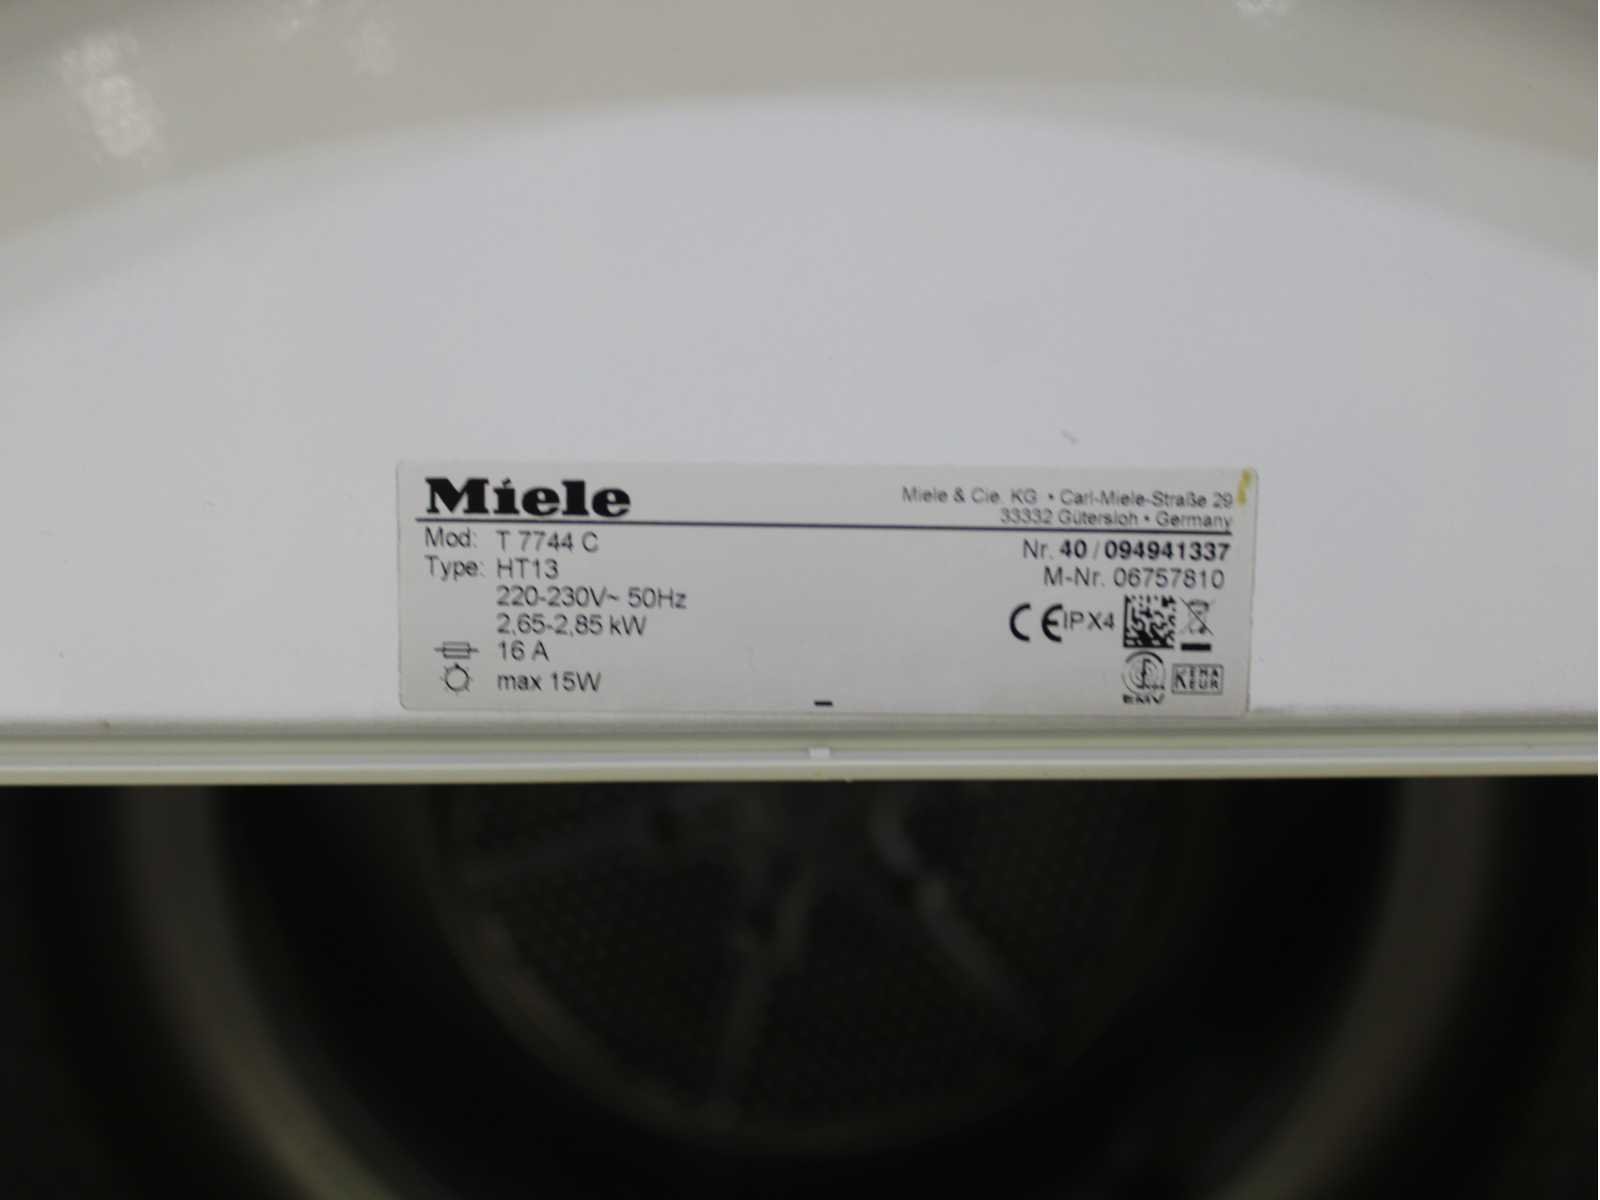 Miele
Miele & Cie. KG • Carl-Miele-Straße 29
33332 Gütersloh • Germany
Mod: T 7744 C
Nr. 40 / 094941337
Type: HT13
M-Nr. 06757810
220-230V~ 50Hz
2,65-2,85 kW
CE IPX4
16 A
max 15W
KEMA
KEUR
EMV